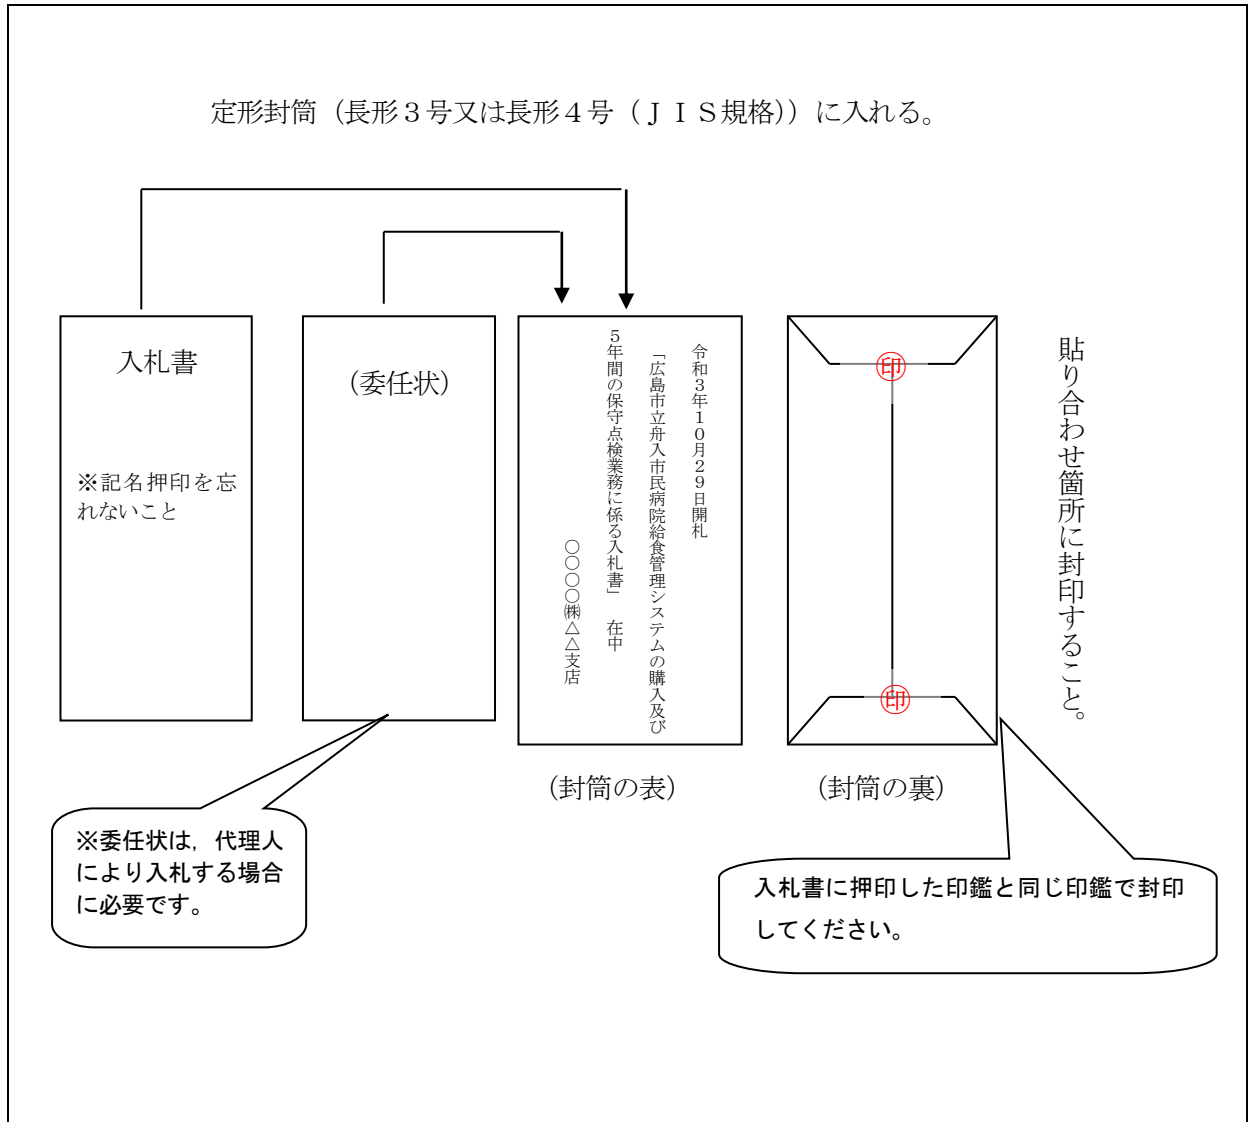 定形封筒（長形３号又は長形４号（ＪＩＳ規格））に入れる。
入札書
※記名押印を忘
れないこと
（委任状）
令和３年１０月２９日開札
「広島市立舟入市民病院給食管理システムの購入及び
５年間の保守点検業務に係る入札書」　在中
〇〇〇〇㈱△△支店
印
印
貼り合わせ箇所に封印すること。
（封筒の表）
（封筒の裏）
※委任状は，代理人
により入札する場合
に必要です。
入札書に押印した印鑑と同じ印鑑で封印
してください。